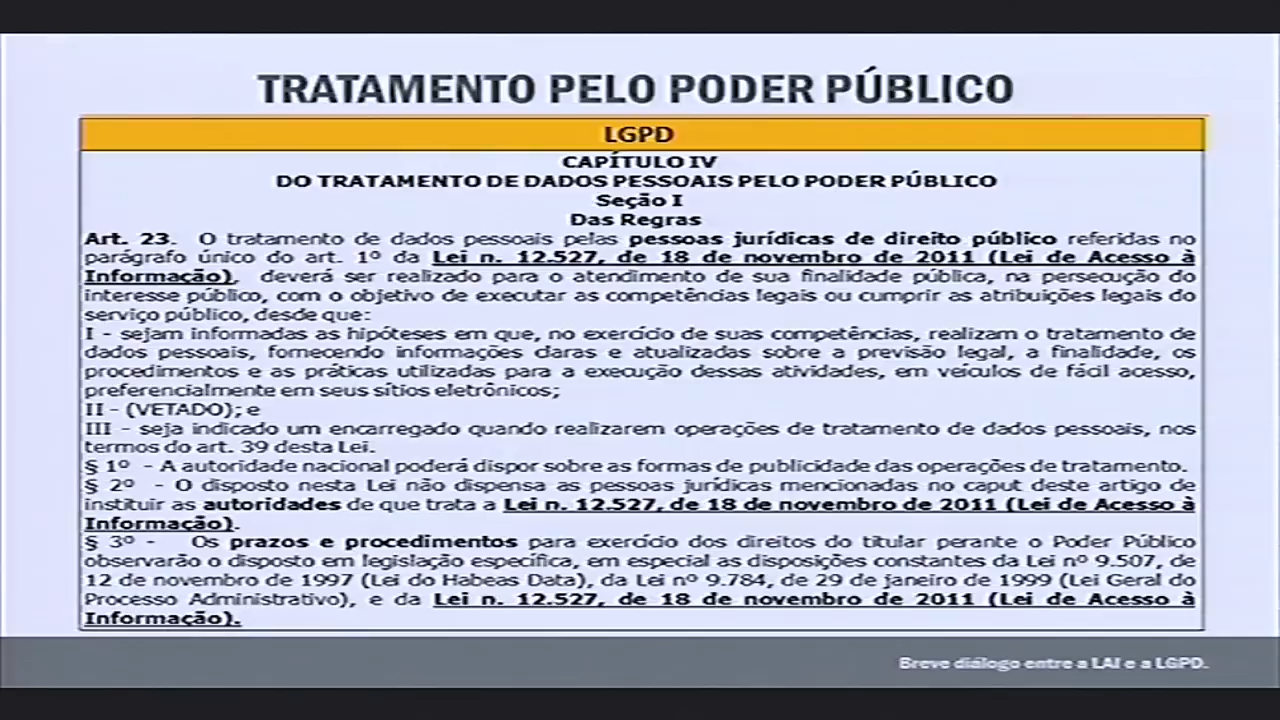 TRATAMENTO PELO PODER PÚBLICO
LGPD
CAPÍTULO IV
DO TRATAMENTO DE DADOS PESSOAIS PELO PODER PÚBLICO
Seção I
Das Regras
Art. 23. O tratamento de dados pessoais pelas pessoas jurídicas de direito público referidas no
parágrafo único do art. 1º da Lei n. 12.527, de 18 de novembro de 2011 (Lei de Acesso à
Informação), deverá ser realizado para o atendimento de sua finalidade pública, na persecução do
interesse público, com o objetivo de executar as competências legais ou cumprir as atribuições legais do
serviço público, desde que:
I - sejam informadas as hipóteses em que, no exercício de suas competências, realizam o tratamento de
dados pessoais, fornecendo informações claras e atualizadas sobre a previsão legal, a finalidade, os
procedimentos e as práticas utilizadas para a execução dessas atividades, em veículos de fácil acesso,
preferencialmente em seus sítios eletrônicos;
II - (VETADO); e
III - seja indicado um encarregado quando realizarem operações de tratamento de dados pessoais, nos
termos do art. 39 desta Lei.
§ 1º - A autoridade nacional poderá dispor sobre as formas de publicidade das operações de tratamento.
§ 2º - O disposto nesta Lei não dispensa as pessoas jurídicas mencionadas no caput deste artigo de
instituir as autoridades de que trata a Lei n. 12.527, de 18 de novembro de 2011 (Lei de Acesso à
Informação).
§ 3º - Os prazos e procedimentos para exercício dos direitos do titular perante o Poder Público
observarão o disposto em legislação específica, em especial as disposições constantes da Lei nº 9.507, de
12 de novembro de 1997 (Lei do Habeas Data), da Lei nº 9.784, de 29 de janeiro de 1999 (Lei Geral do
Processo Administrativo), e da Lei n. 12.527, de 18 de novembro de 2011 (Lei de Acesso à
Informação).
Breve diálogo entre a LAI e a LGPD.